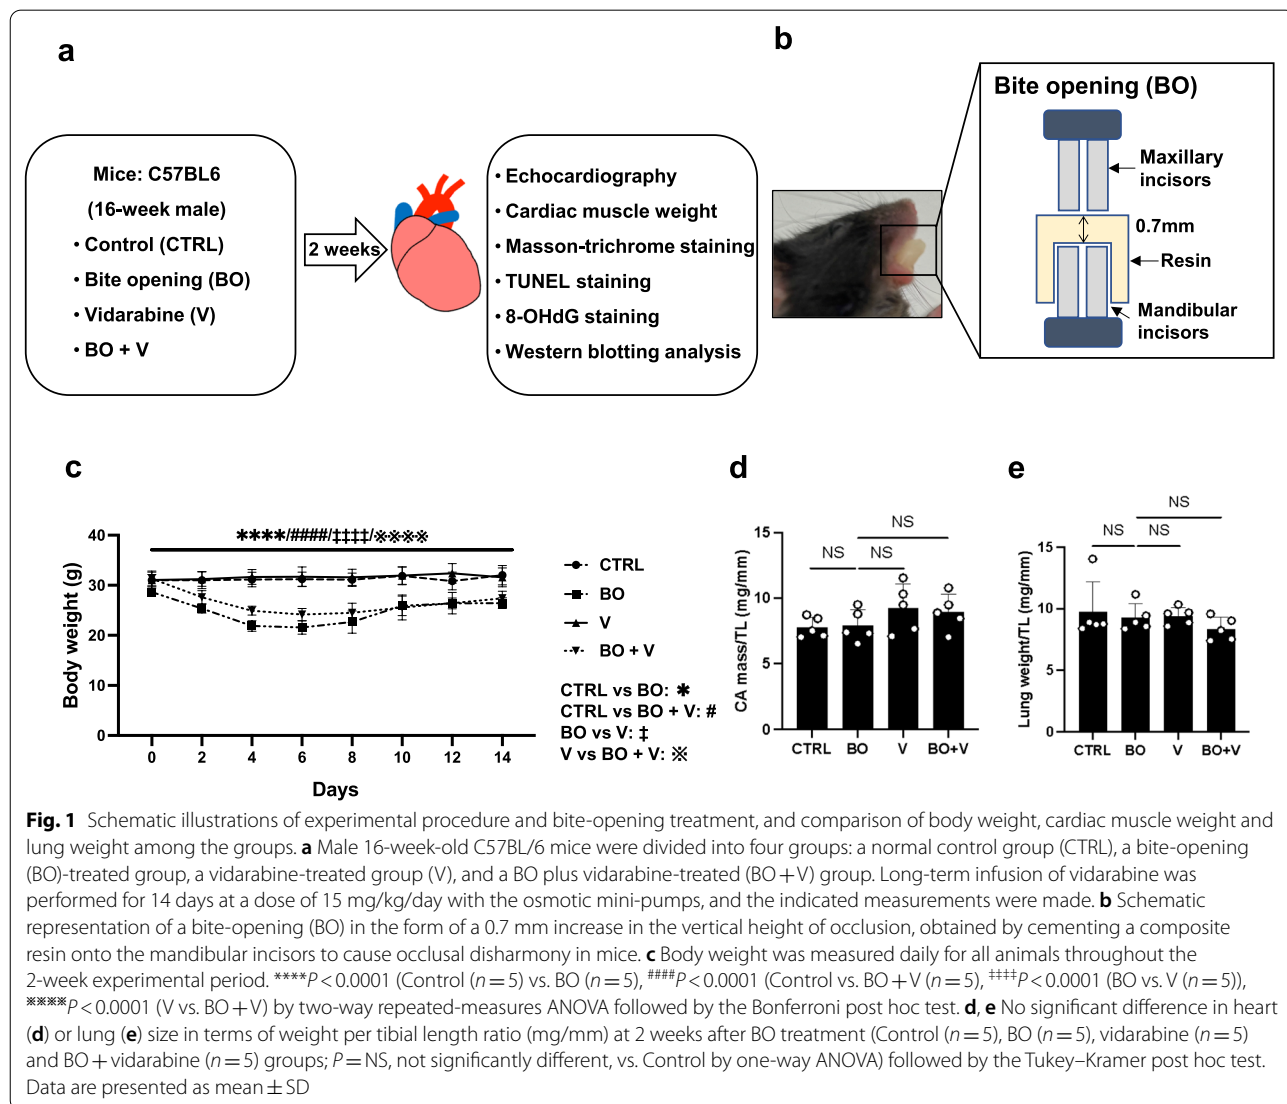 a
Mice: C57BL6
(16-week male)
• Control (CTRL)
• Bite opening (BO)
• Vidarabine (V)
• BO + V
2 weeks
• Echocardiography
• Cardiac muscle weight
• Masson-trichrome staining
• TUNEL staining
• 8-OHdG staining
• Western blotting analysis
b
Bite opening (BO)
Maxillary
incisors
0.7mm
Resin
Mandibular
incisors
c
****/####/‡‡‡‡/※※※※
Body weight (g)
40
30
20
10
0
0 2 4 6 8 10 12 14
Days
CTRL
BO
V
BO + V
CTRL vs BO: *
CTRL vs BO + V: #
BO vs V: ‡
V vs BO + V: ※
d
CA mass/TL (mg/mm)
15
10
5
0
NS
NS NS
CTRL BO V BO+V
e
Lung weight/TL (mg/mm)
15
10
5
0
NS
NS NS
CTRL BO V BO+V
Fig. 1 Schematic illustrations of experimental procedure and bite-opening treatment, and comparison of body weight, cardiac muscle weight and
lung weight among the groups. a Male 16-week-old C57BL/6 mice were divided into four groups: a normal control group (CTRL), a bite-opening
(BO)-treated group, a vidarabine-treated group (V), and a BO plus vidarabine-treated (BO + V) group. Long-term infusion of vidarabine was
performed for 14 days at a dose of 15 mg/kg/day with the osmotic mini-pumps, and the indicated measurements were made. b Schematic
representation of a bite-opening (BO) in the form of a 0.7 mm increase in the vertical height of occlusion, obtained by cementing a composite
resin onto the mandibular incisors to cause occlusal disharmony in mice. c Body weight was measured daily for all animals throughout the
2-week experimental period. ****P < 0.0001 (Control (n = 5) vs. BO (n = 5), ####P < 0.0001 (Control vs. BO + V (n = 5), ‡‡‡‡P < 0.0001 (BO vs. V (n = 5)),
※※※※P < 0.0001 (V vs. BO + V) by two-way repeated-measures ANOVA followed by the Bonferroni post hoc test. d, e No significant difference in heart
(d) or lung (e) size in terms of weight per tibial length ratio (mg/mm) at 2 weeks after BO treatment (Control (n = 5), BO (n = 5), vidarabine (n = 5)
and BO + vidarabine (n = 5) groups; P = NS, not significantly different, vs. Control by one-way ANOVA) followed by the Tukey–Kramer post hoc test.
Data are presented as mean ± SD